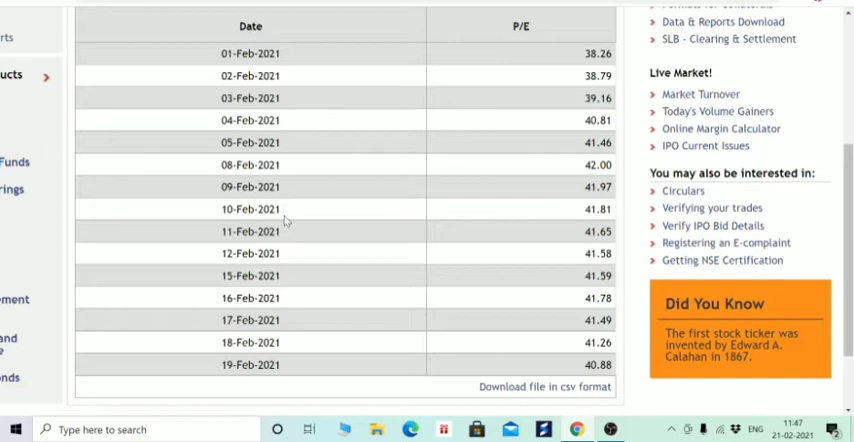 rts
ucts
Funds
rings
ement
and
onds
Date P/E
01-Feb-2021 38.26
02-Feb-2021 38.79
03-Feb-2021 39.16
04-Feb-2021 40.81
05-Feb-2021 41.46
08-Feb-2021 42.00
09-Feb-2021 41.97
10-Feb-2021 41.81
11-Feb-2021 41.65
12-Feb-2021 41.58
15-Feb-2021 41.59
16-Feb-2021 41.78
17-Feb-2021 41.49
18-Feb-2021 41.26
19-Feb-2021 40.88
Download file in csv format
Data & Reports Download
SLB - Clearing & Settlement
Live Market!
Market Turnover
Today's Volume Gainers
Online Margin Calculator
IPO Current Issues
You may also be interested in:
Circulars
Verifying your trades
Verify IPO Bid Details
Registering an E-complaint
Getting NSE Certification
Did You Know
The first stock ticker was
invented by Edward A.
Calahan in 1867.
Type here to search
ENG
11:47
21-02-2021
2